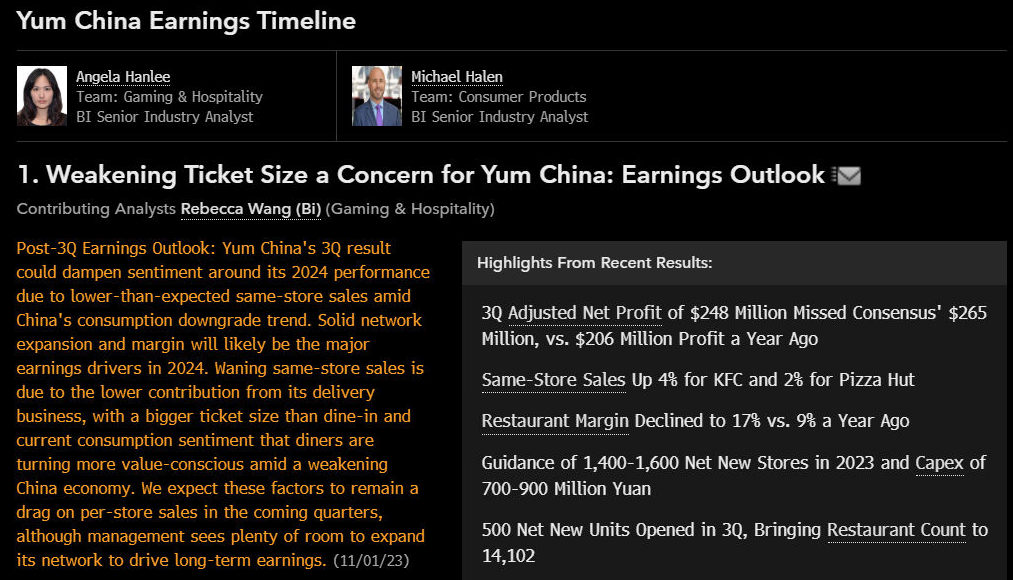 Yum China Earnings Timeline
Angela Hanlee
Team: Gaming & Hospitality
BI Senior Industry Analyst
Michael Halen
Team: Consumer Products
BI Senior Industry Analyst
1. Weakening Ticket Size a Concern for Yum China: Earnings Outlook
Contributing Analysts Rebecca Wang (Bi) (Gaming & Hospitality)
Post-3Q Earnings Outlook: Yum China's 3Q result
could dampen sentiment around its 2024 performance
due to lower-than-expected same-store sales amid
China's consumption downgrade trend. Solid network
expansion and margin will likely be the major
earnings drivers in 2024. Waning same-store sales is
due to the lower contribution from its delivery
business, with a bigger ticket size than dine-in and
current consumption sentiment that diners are
turning more value-conscious amid a weakening
China economy. We expect these factors to remain a
drag on per-store sales in the coming quarters,
although management sees plenty of room to expand
its network to drive long-term earnings. (11/01/23)
Highlights From Recent Results:
3Q Adjusted Net Profit of $248 Million Missed Consensus' $265
Million, vs. $206 Million Profit a Year Ago
Same-Store Sales Up 4% for KFC and 2% for Pizza Hut
Restaurant Margin Declined to 17% vs. 9% a Year Ago
Guidance of 1,400-1,600 Net New Stores in 2023 and Capex of
700-900 Million Yuan
500 Net New Units Opened in 3Q, Bringing Restaurant Count to
14,102